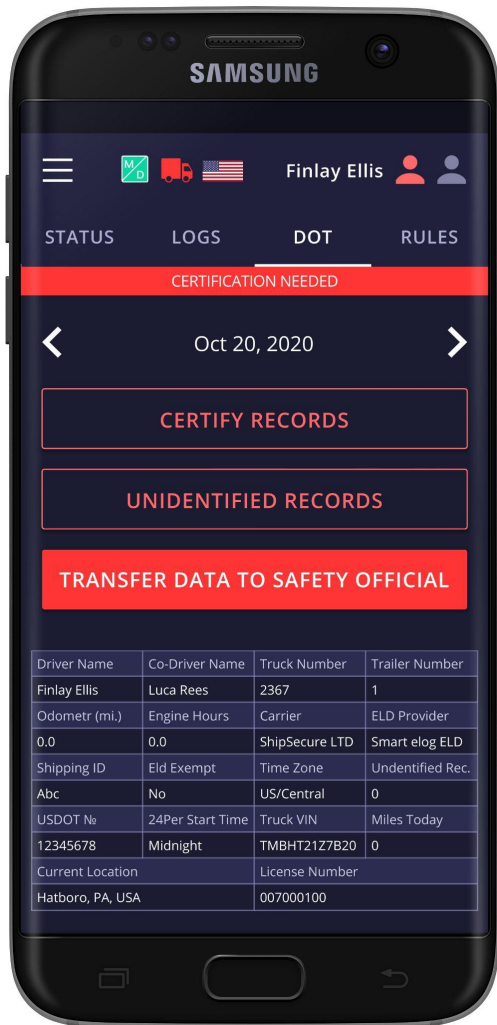 SAMSUNG
M/D
Finlay Ellis
STATUS LOGS DOT RULES
CERTIFICATION NEEDED
Oct 20, 2020
CERTIFY RECORDS
UNIDENTIFIED RECORDS
TRANSFER DATA TO SAFETY OFFICIAL
Driver Name Co-Driver Name Truck Number Trailer Number
Finlay Ellis Luca Rees 2367 1
Odometr (mi.) Engine Hours Carrier ELD Provider
0.0 0.0 ShipSecure LTD Smart elog ELD
Shipping ID Eld Exempt Time Zone Undentified Rec.
Abc No US/Central 0
USDOT № 24Per Start Time Truck VIN Miles Today
12345678 Midnight TMBHT21Z7B20 0
Current Location License Number
Hatboro, PA, USA 007000100